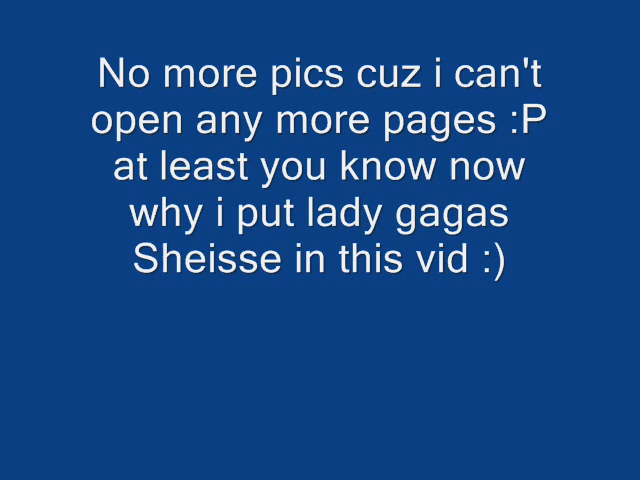 No more pics cuz i can't
open any more pages :P
at least you know now
why i put lady gagas
Sheisse in this vid :)